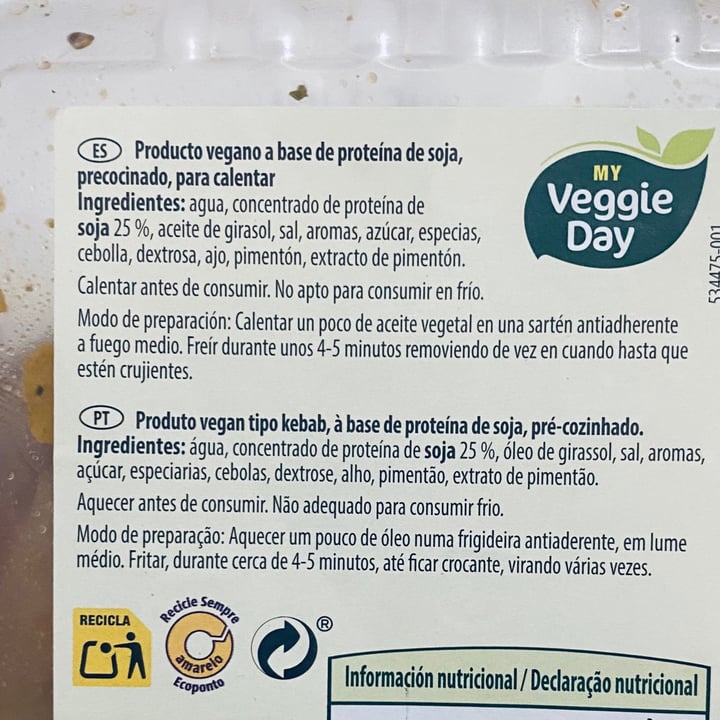 ES Producto vegano a base de proteína de soja,
precocinado, para calentar
Ingredientes: agua, concentrado de proteína de
soja 25 %, aceite de girasol, sal, aromas, azúcar, especias,
cebolla, dextrosa, ajo, pimentón, extracto de pimentón.
Calentar antes de consumir. No apto para consumir en frío.
Modo de preparación: Calentar un poco de aceite vegetal en una sartén antiadherente
a fuego medio. Freír durante unos 4-5 minutos removiendo de vez en cuando hasta que
estén crujientes.
MY
Veggie
Day
534475-001
PT Produto vegan tipo kebab, à base de proteína de soja, pré-cozinhado.
Ingredientes: água, concentrado de proteína de soja 25 %, óleo de girassol, sal, aromas,
açúcar, especiarias, cebolas, dextrose, alho, pimentão, extrato de pimentão.
Aquecer antes de consumir. Não adequado para consumir frio.
Modo de preparação: Aquecer um pouco de óleo numa frigideira antiaderente, em lume
médio. Fritar, durante cerca de 4-5 minutos, até ficar crocante, virando várias vezes.
RECICLA
Recicle Sempre
amarelo
Ecoponto
®
Información nutricional / Declaração nutricional